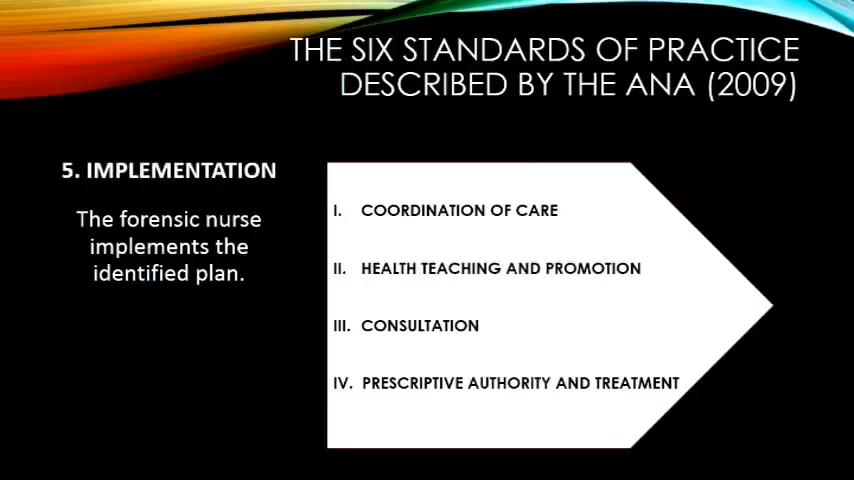 THE SIX STANDARDS OF PRACTICE
DESCRIBED BY THE ANA (2009)
5. IMPLEMENTATION
The forensic nurse
implements the
identified plan.
I. COORDINATION OF CARE
II. HEALTH TEACHING AND PROMOTION
III. CONSULTATION
IV. PRESCRIPTIVE AUTHORITY AND TREATMENT